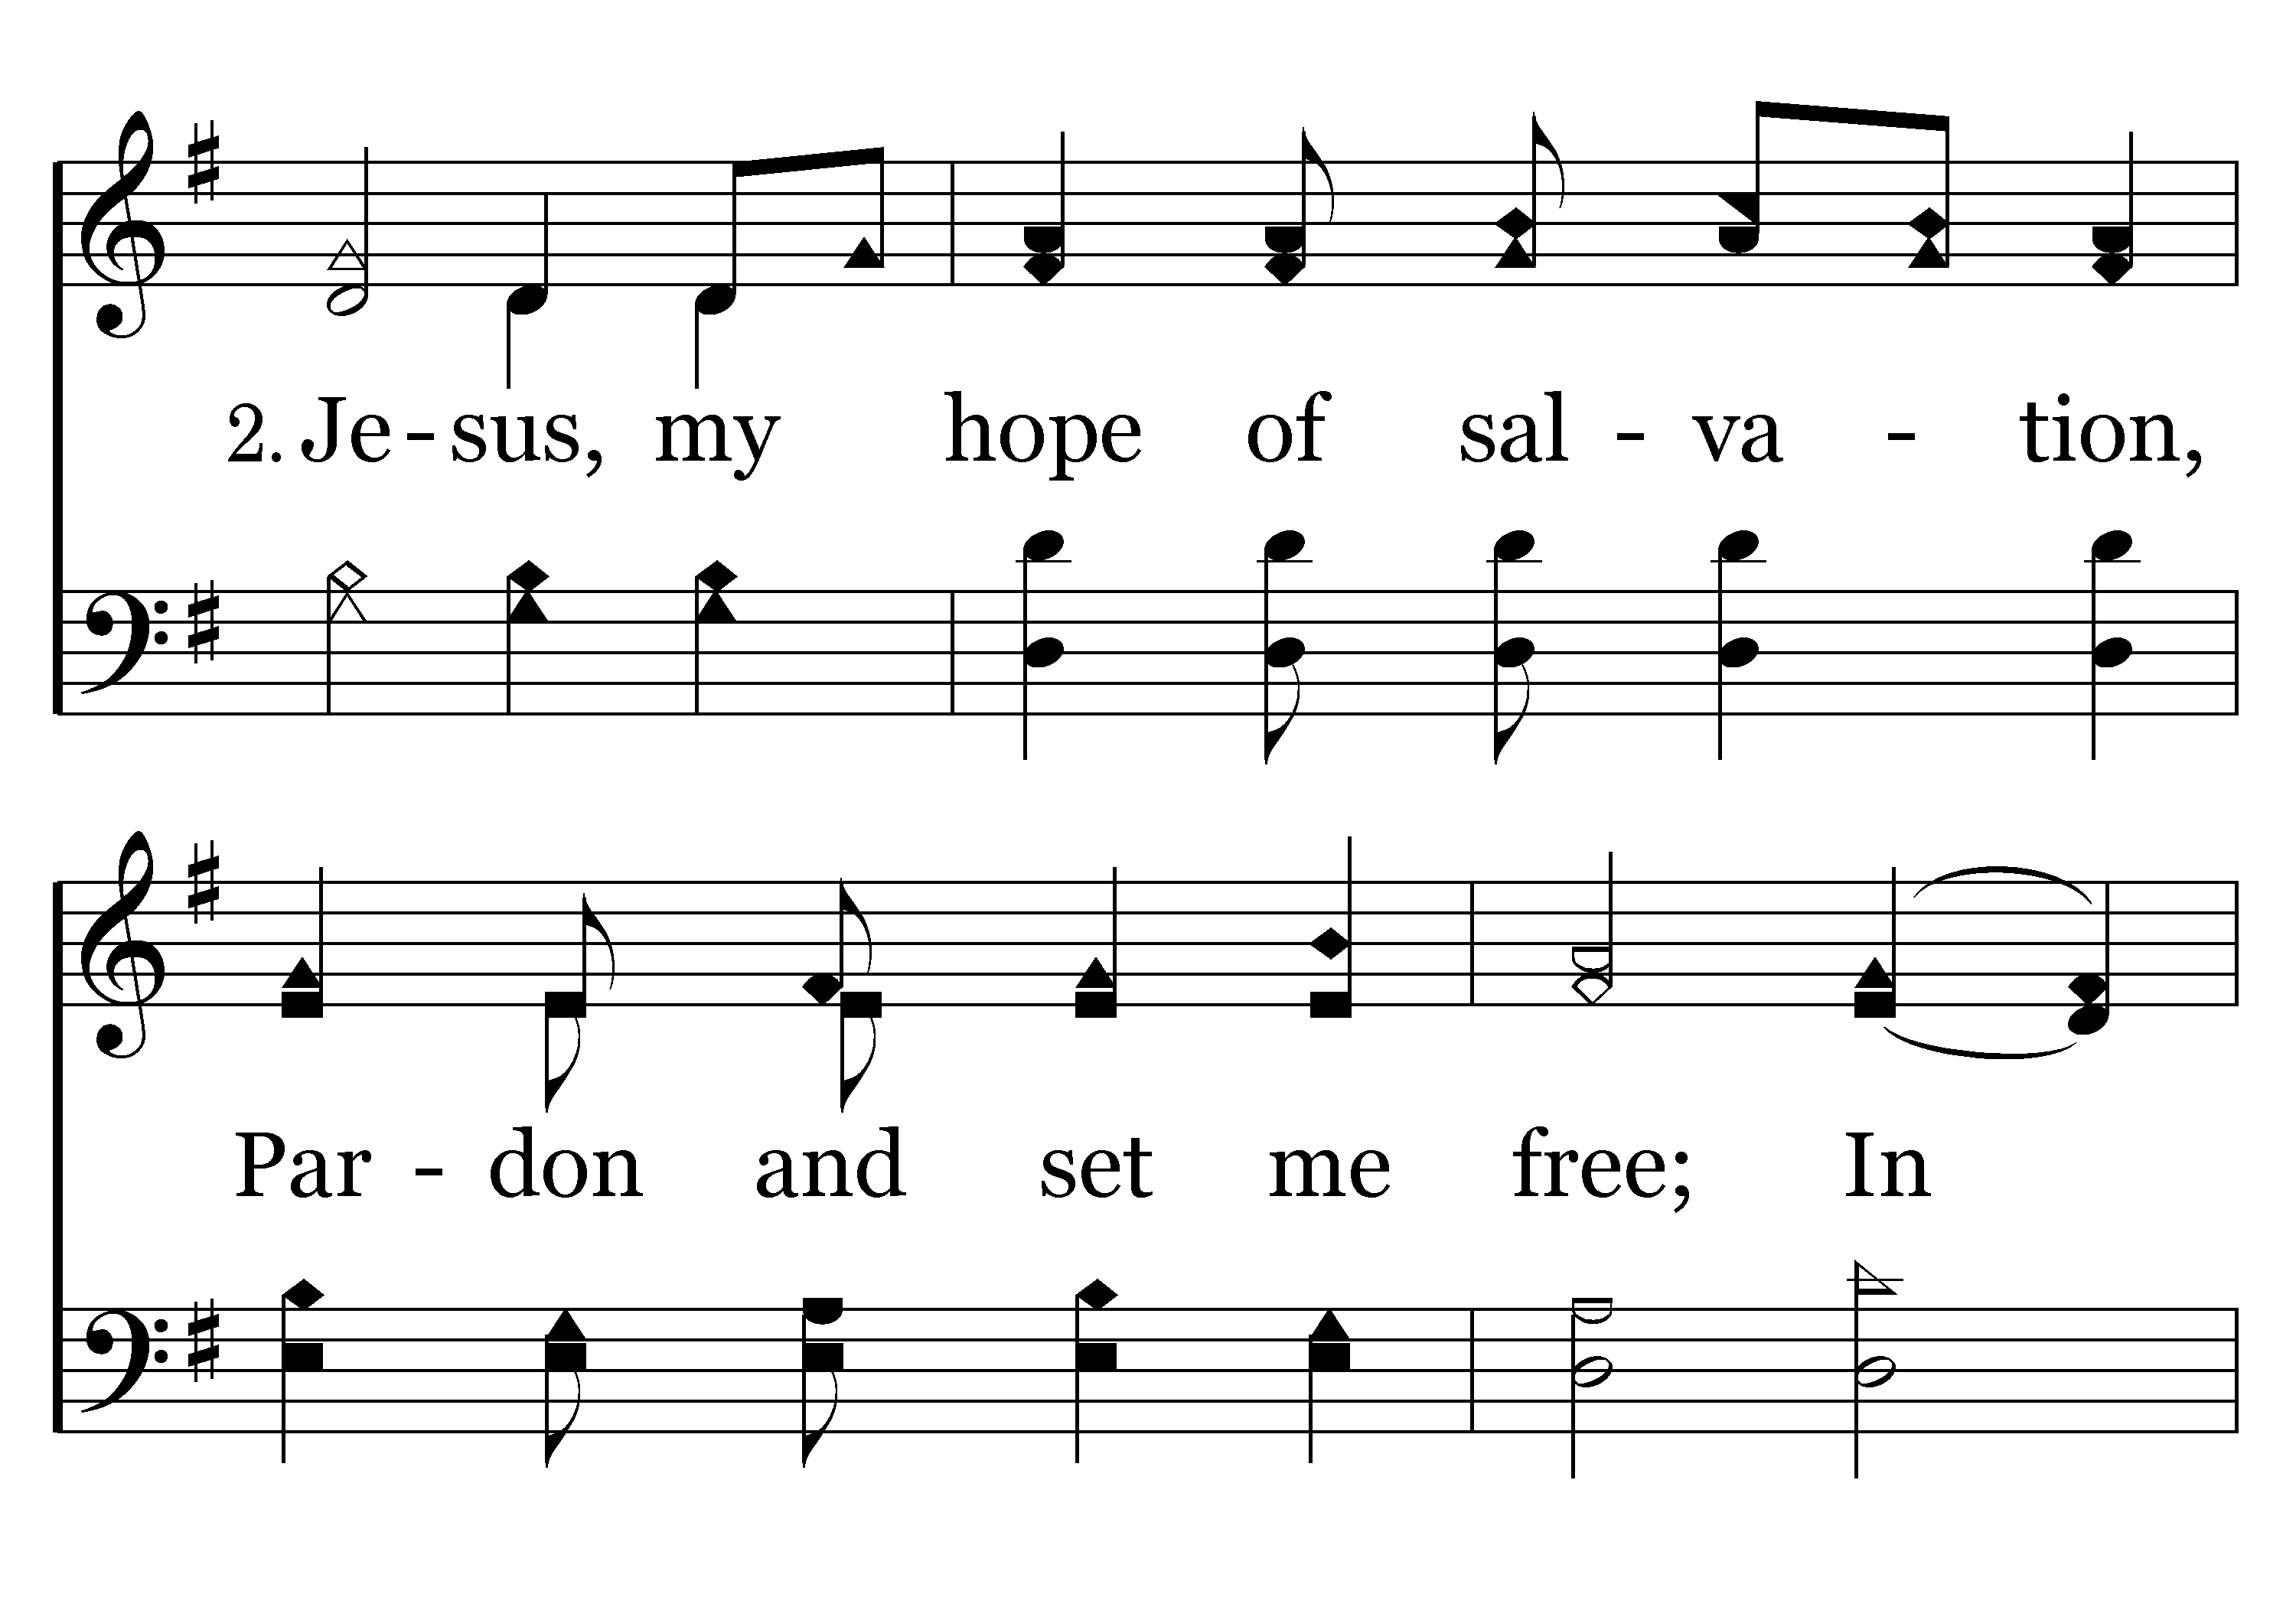 2. Je - sus, my hope of sal - va - tion,
Par - don and set me free; In